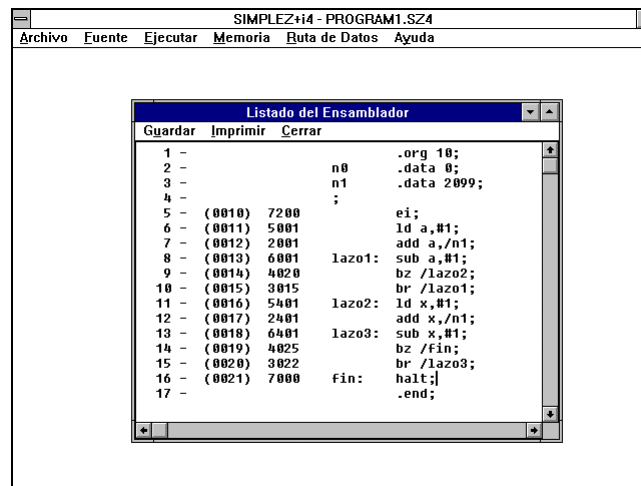 SIMPLEZ+i4 - PROGRAM1.SZ4
Archivo Fuente Ejecutar Memoria Ruta de Datos Ayuda
Listado del Ensamblador
Guardar Imprimir Cerrar
1 - .org 10;
2 - n0 .data 0;
3 - n1 .data 2099;
4 - ;
5 - (0010) 7200 ei;
6 - (0011) 5001 ld a,#1;
7 - (0012) 2001 add a,/n1;
8 - (0013) 6001 lazo1: sub a,#1;
9 - (0014) 4020 bz /lazo2;
10 - (0015) 3015 br /lazo1;
11 - (0016) 5401 lazo2: ld x,#1;
12 - (0017) 2401 add x,/n1;
13 - (0018) 6401 lazo3: sub x,#1;
14 - (0019) 4025 bz /fin;
15 - (0020) 3022 br /lazo3;
16 - (0021) 7000 fin: halt;
17 - .end;